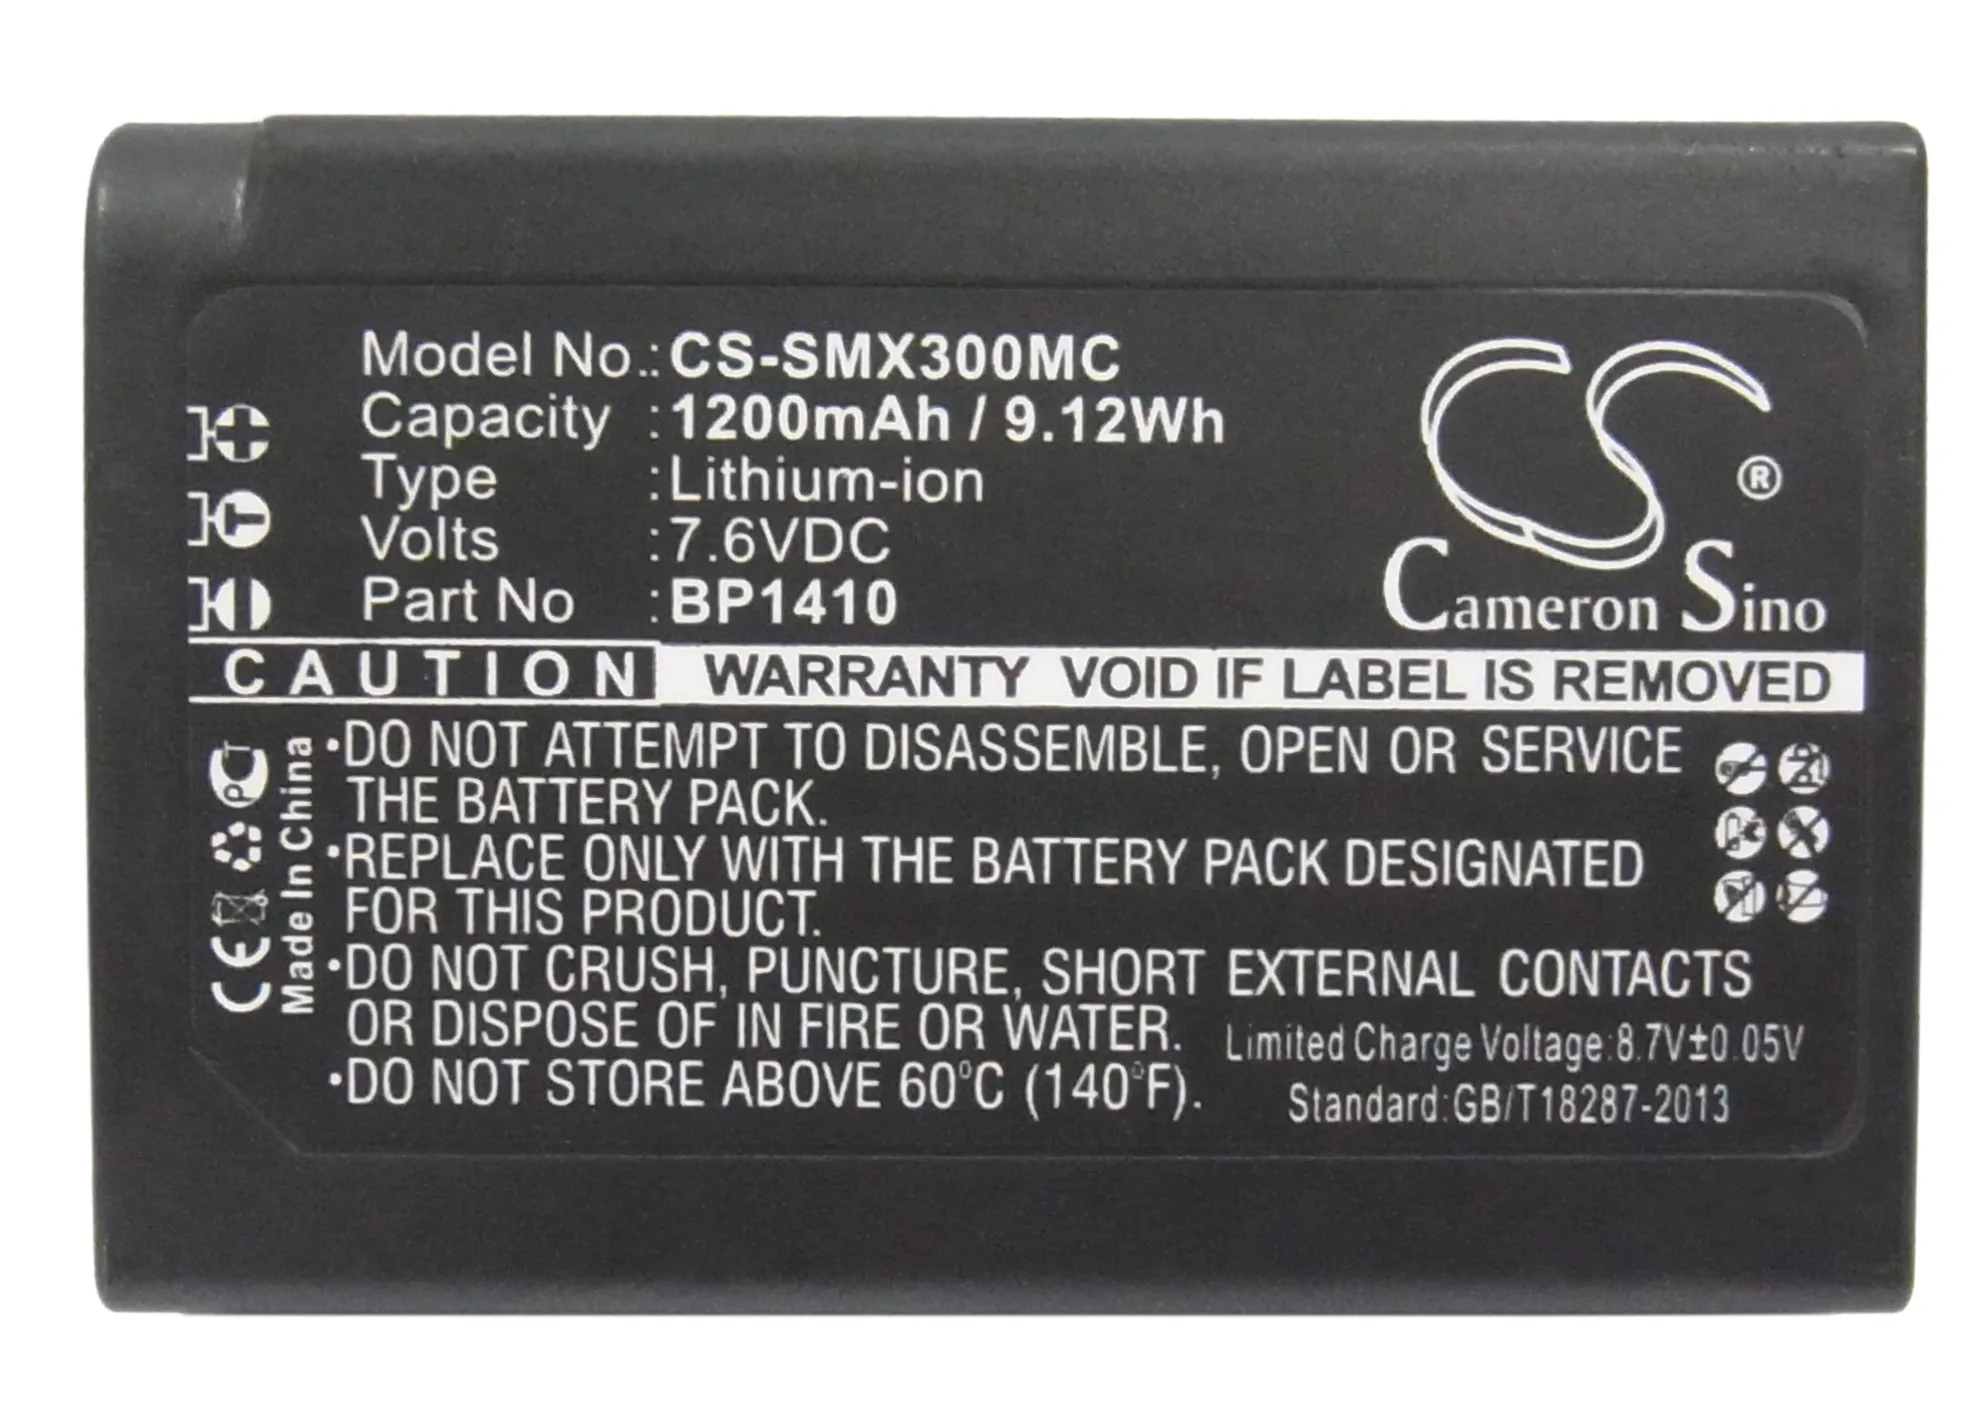 Model No.:CS-SMX300MC
Capacity :1200mAh / 9.12Wh
Type :Lithium-ion
Volts :7.6VDC
Part No :BP1410
CS®
Cameron Sino
CAUTION WARRANTY VOID IF LABEL IS REMOVED
•DO NOT ATTEMPT TO DISASSEMBLE, OPEN OR SERVICE
THE BATTERY PACK.
•REPLACE ONLY WITH THE BATTERY PACK DESIGNATED
FOR THIS PRODUCT.
•DO NOT CRUSH, PUNCTURE, SHORT EXTERNAL CONTACTS
OR DISPOSE OF IN FIRE OR WATER.
•DO NOT STORE ABOVE 60°C (140°F).
Limited Charge Voltage:8.7V±0.05V
Standard:GB/T18287-2013
Made In China
CE
PCT